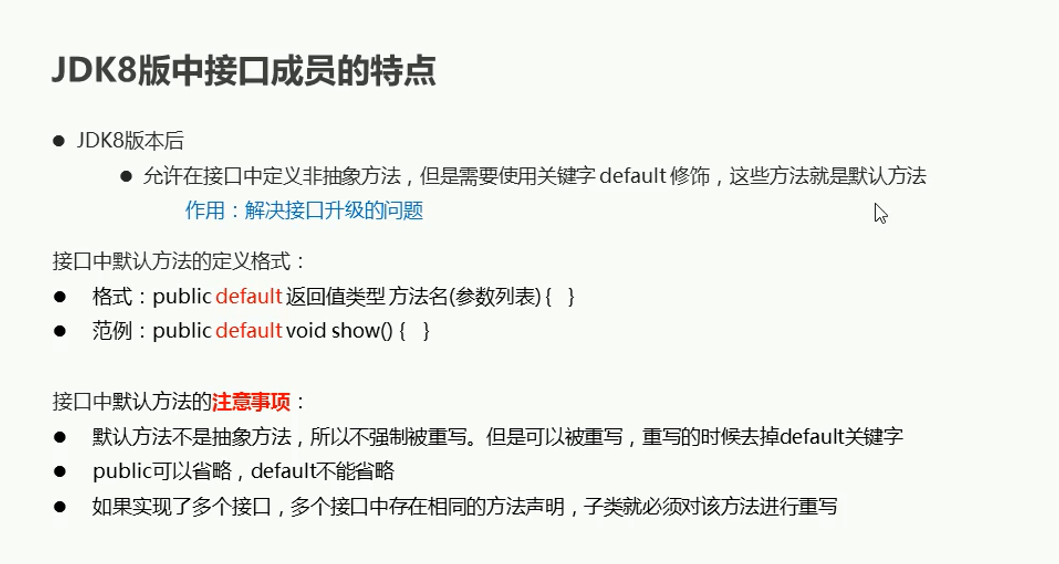 JDK8版中接口成员的特点
● JDK8版本后
● 允许在接口中定义非抽象方法，但是需要使用关键字 default 修饰，这些方法就是默认方法
作用：解决接口升级的问题
接口中默认方法的定义格式：
● 格式：public default 返回值类型 方法名(参数列表) { }
● 范例：public default void show() { }
接口中默认方法的注意事项：
● 默认方法不是抽象方法，所以不强制被重写。但是可以被重写，重写的时候去掉default关键字
● public可以省略，default不能省略
● 如果实现了多个接口，多个接口中存在相同的方法声明，子类就必须对该方法进行重写